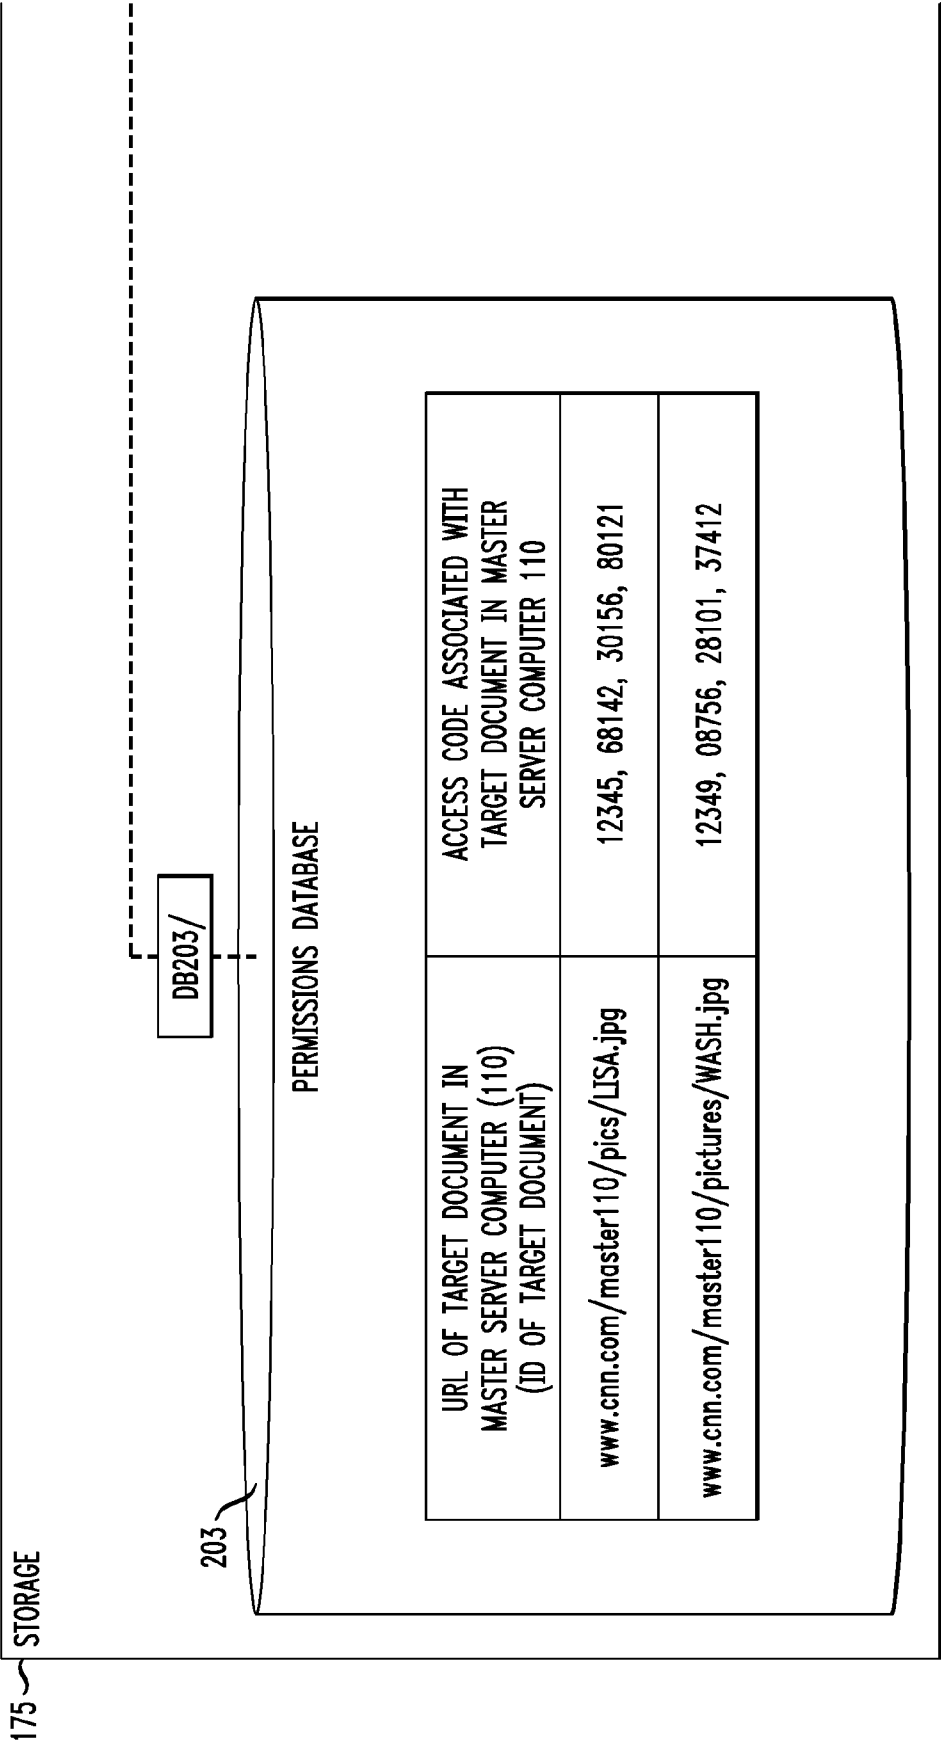 175 STORAGE
DB203/
203
PERMISSIONS DATABASE
URL OF TARGET DOCUMENT IN
MASTER SERVER COMPUTER (110)
(ID OF TARGET DOCUMENT)
ACCESS CODE ASSOCIATED WITH
TARGET DOCUMENT IN MASTER
SERVER COMPUTER 110
www.cnn.com/master110/pics/LISA.jpg
12345, 68142, 30156, 80121
www.cnn.com/master110/pictures/WASH.jpg
12349, 08756, 28101, 37412